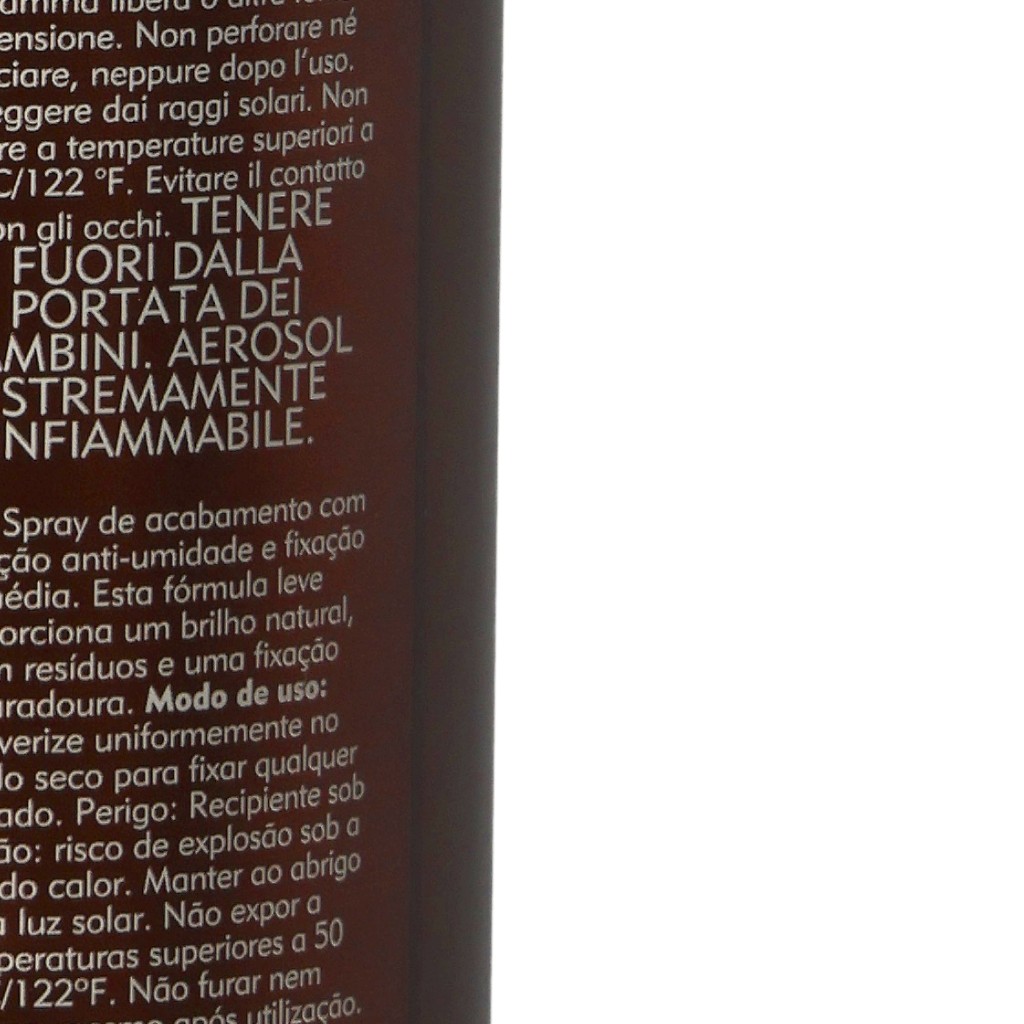 ensione. Non perforare né
ciare, neppure dopo l'uso.
eggere dai raggi solari. Non
re a temperature superiori a
C/122 °F. Evitare il contatto
on gli occhi. TENERE
FUORI DALLA
PORTATA DEI
AMBINI. AEROSOL
STREMAMENTE
NFIAMMABILE.
Spray de acabamento com
ção anti-umidade e fixação
édia. Esta fórmula leve
orciona um brilho natural,
m resíduos e uma fixação
uradoura. Modo de uso:
verize uniformemente no
lo seco para fixar qualquer
ado. Perigo: Recipiente sob
ão: risco de explosão sob a
do calor. Manter ao abrigo
a luz solar. Não expor a
peraturas superiores a 50
/122°F. Não furar nem
após utilização.